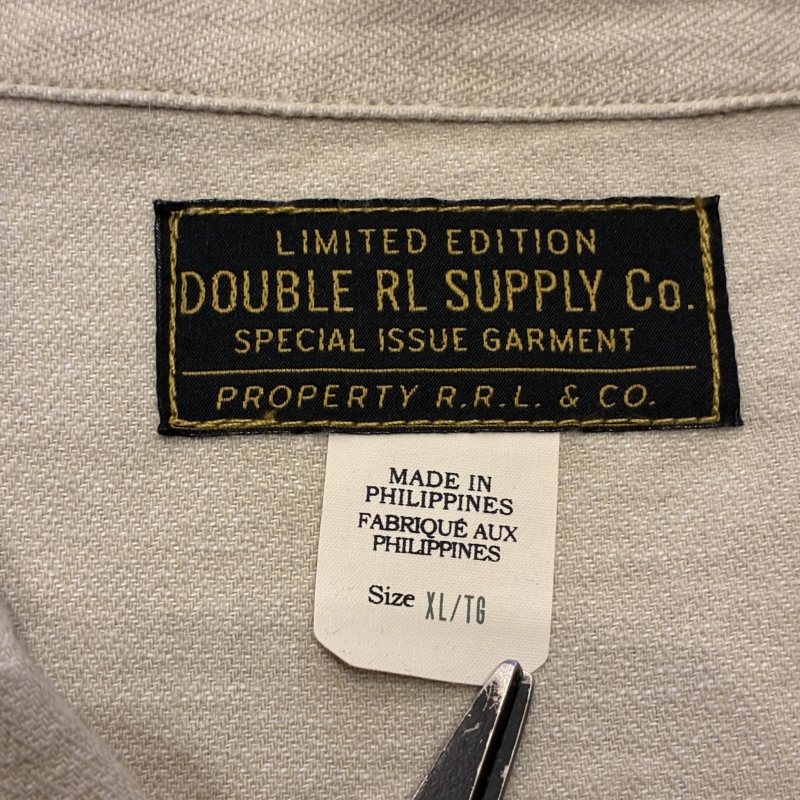 LIMITED EDITION
DOUBLE RL SUPPLY Co.
SPECIAL ISSUE GARMENT
PROPERTY R.R.L. & CO.
MADE IN
PHILIPPINES
FABRIQUÉ AUX
PHILIPPINES
Size XL/TG